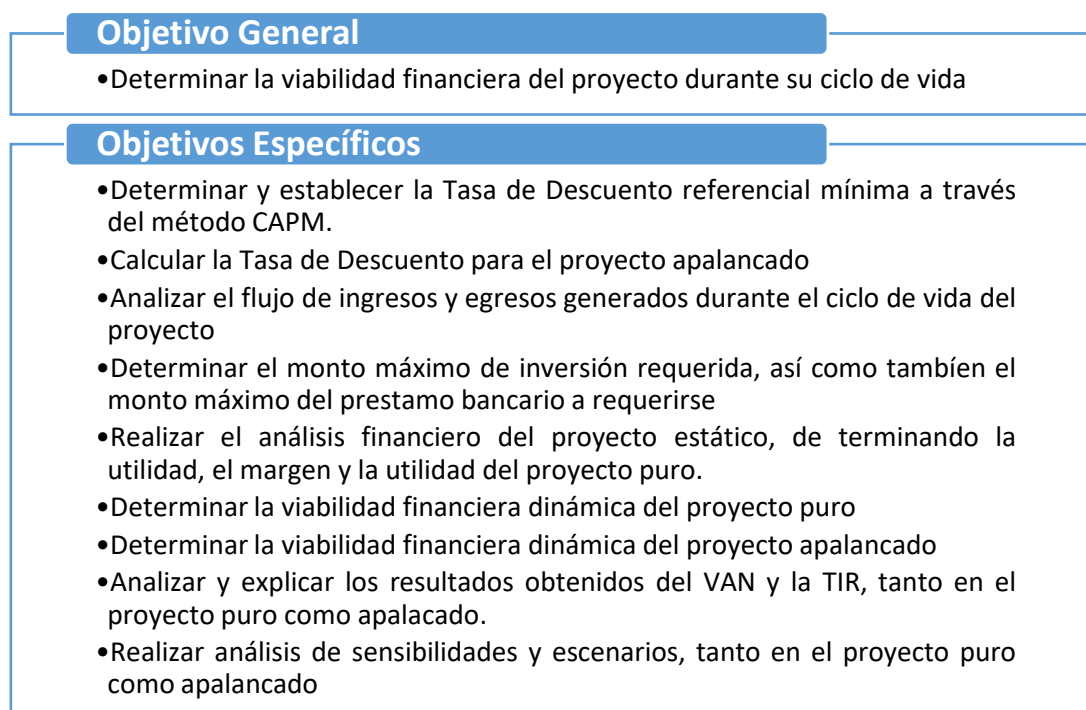 Objetivo General
•Determinar la viabilidad financiera del proyecto durante su ciclo de vida
Objetivos Específicos
•Determinar y establecer la Tasa de Descuento referencial mínima a través
del método CAPM.
•Calcular la Tasa de Descuento para el proyecto apalancado
•Analizar el flujo de ingresos y egresos generados durante el ciclo de vida del
proyecto
•Determinar el monto máximo de inversión requerida, así como tambíen el
monto máximo del prestamo bancario a requerirse
•Realizar el análisis financiero del proyecto estático, de terminando la
utilidad, el margen y la utilidad del proyecto puro.
•Determinar la viabilidad financiera dinámica del proyecto puro
•Determinar la viabilidad financiera dinámica del proyecto apalancado
•Analizar y explicar los resultados obtenidos del VAN y la TIR, tanto en el
proyecto puro como apalacado.
•Realizar análisis de sensibilidades y escenarios, tanto en el proyecto puro
como apalancado